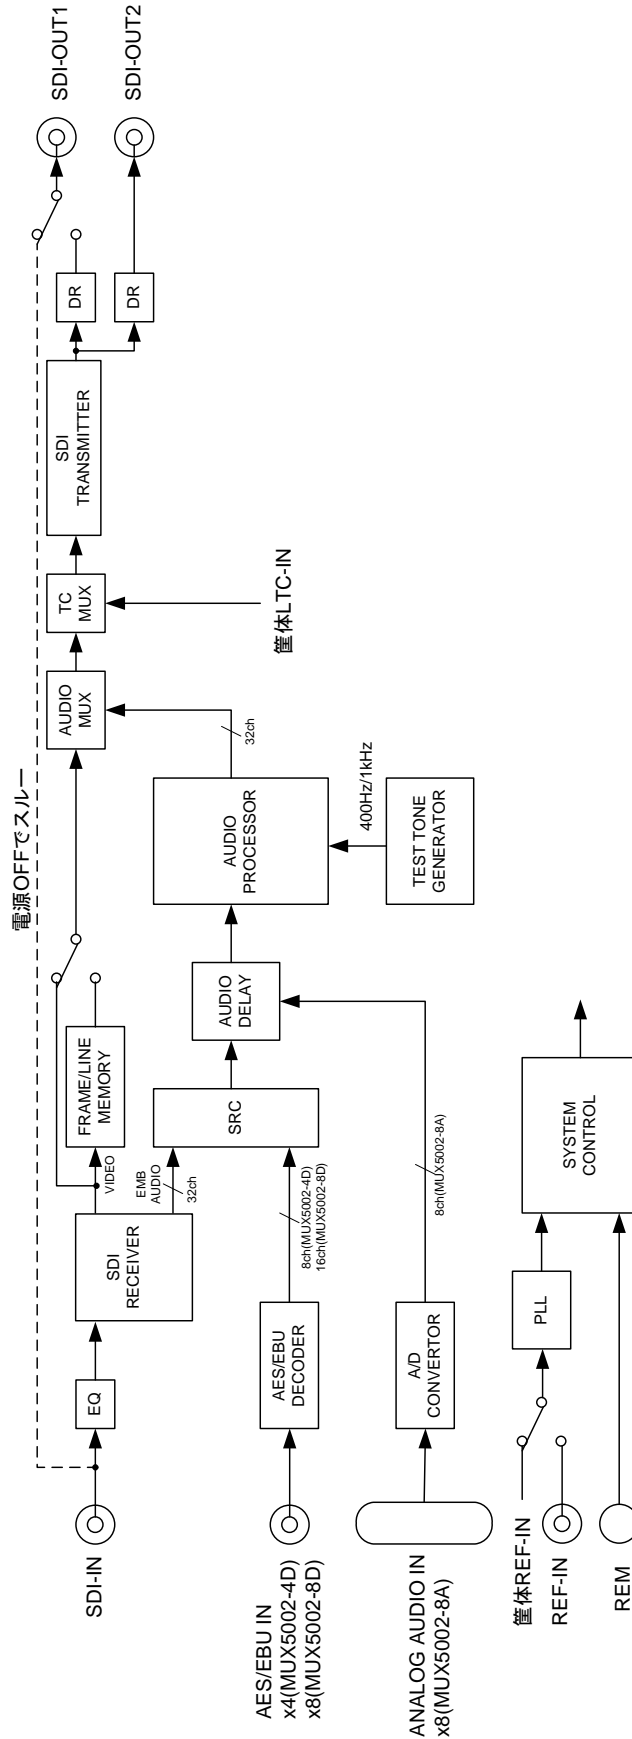 電源OFFでスルー
SDI-IN
EQ
SDI
RECEIVER
VIDEO
FRAME/LINE
MEMORY
EMB
AUDIO
32ch
AUDIO
MUX
TC
MUX
SDI
TRANSMITTER
DR
DR
SDI-OUT1
SDI-OUT2
筐体LTC-IN
AES/EBU IN
x4(MUX5002-4D)
x8(MUX5002-8D)
AES/EBU
DECODER
8ch(MUX5002-4D)
16ch(MUX5002-8D)
SRC
AUDIO
DELAY
AUDIO
PROCESSOR
32ch
400Hz/1kHz
TEST TONE
GENERATOR
ANALOG AUDIO IN
x8(MUX5002-8A)
A/D
CONVERTOR
8ch(MUX5002-8A)
筐体REF-IN
REF-IN
PLL
REM
SYSTEM
CONTROL